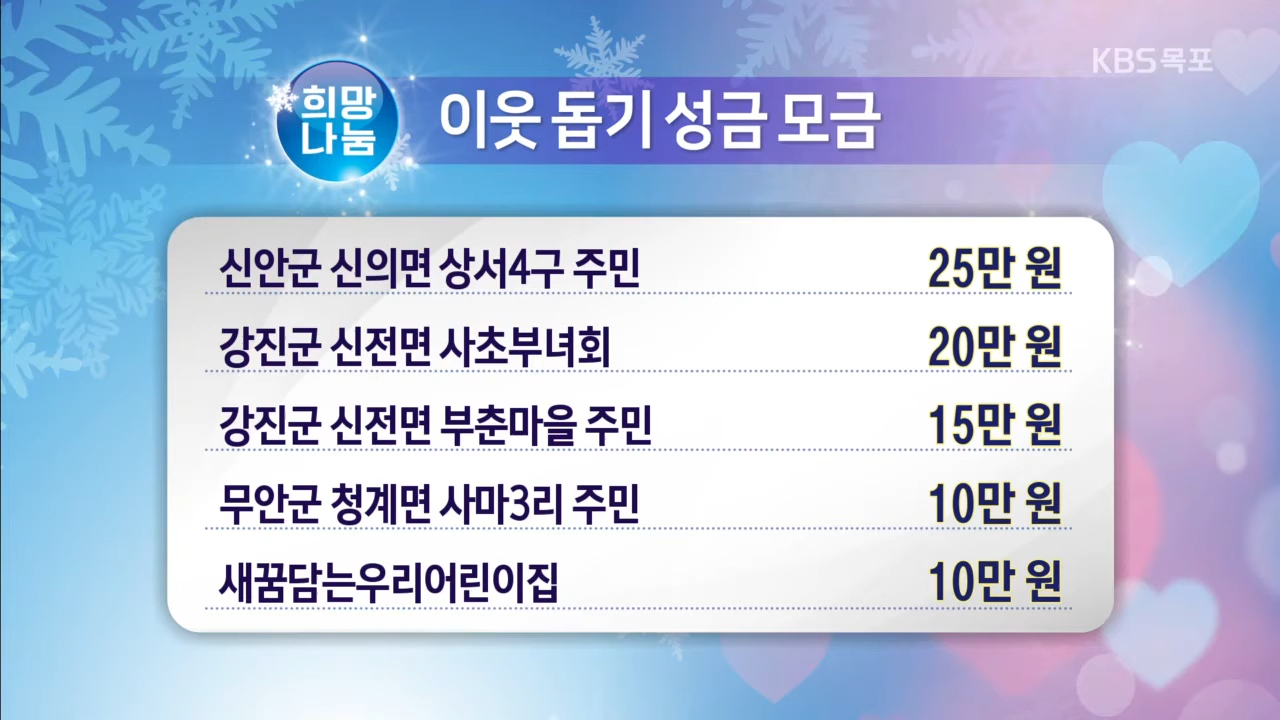 KBS목포
희망
나눔
이웃 돕기 성금 모금
신안군 신의면 상서4구 주민 25만 원
강진군 신전면 사초부녀회 20만 원
강진군 신전면 부춘마을 주민 15만 원
무안군 청계면 사마3리 주민 10만 원
새꿈담는우리어린이집 10만 원